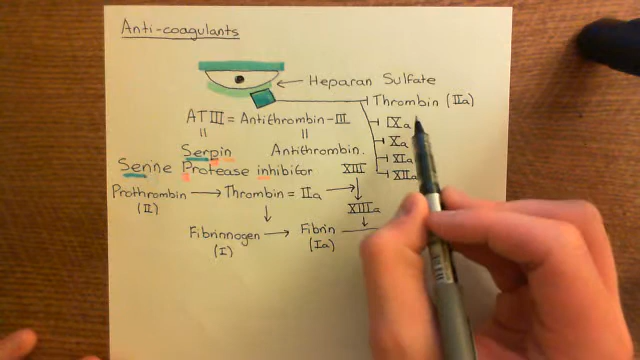 Anti-coagulants
Heparan Sulfate
Thrombin (IIa)
ATIII = Antithrombin-III
IXa
Xa
XIa
XIIa
Serpin = Antithrombin.
Serine Protease inhibitor
XIII
Prothrombin → Thrombin = IIa →
(II)
XIIIa
Fibrinnogen → Fibrin
(I) (Ia)